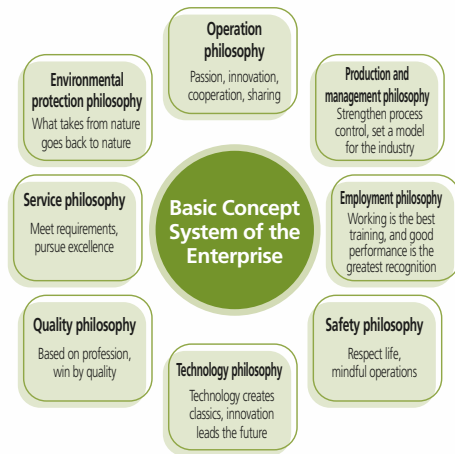 Operation
philosophy
Passion, innovation,
cooperation, sharing
Environmental
protection philosophy
What takes from nature
goes back to nature
Production and
management philosophy
Strengthen process
control, set a model
for the industry
Service philosophy
Meet requirements,
pursue excellence
Basic Concept
System of the
Enterprise
Employment philosophy
Working is the best
training, and good
performance is the
greatest recognition
Quality philosophy
Based on profession,
win by quality
Safety philosophy
Respect life,
mindful operations
Technology philosophy
Technology creates
classics, innovation
leads the future